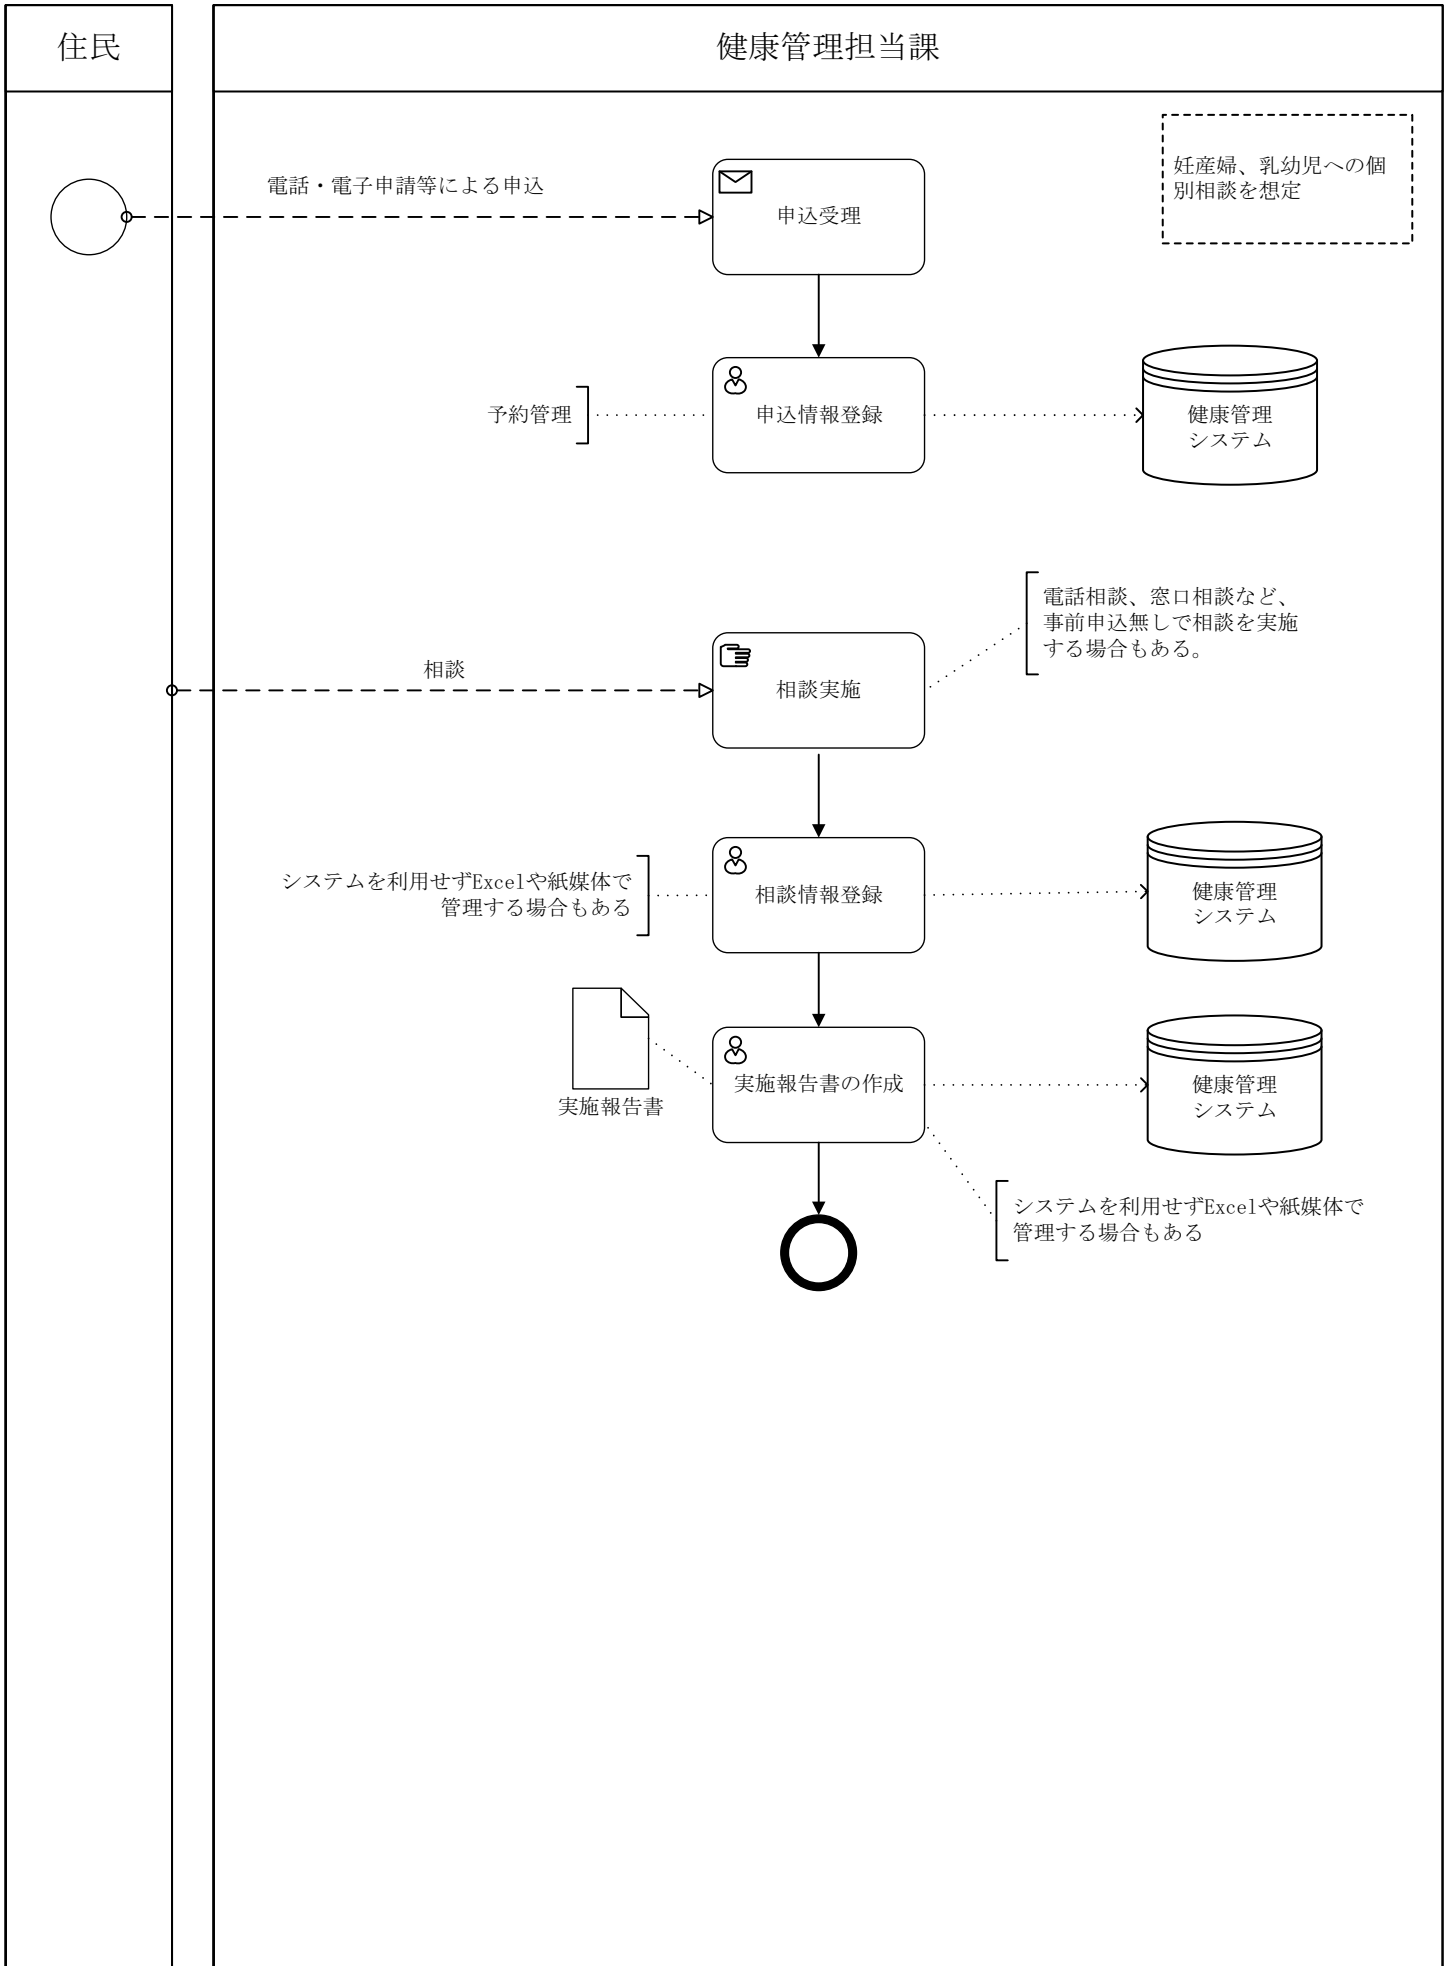 住民
健康管理担当課
妊産婦、乳幼児への個
別相談を想定
電話・電子申請等による申込
申込受理
予約管理
申込情報登録
健康管理
システム
電話相談、窓口相談など、
事前申込無しで相談を実施
する場合もある。
相談
相談実施
システムを利用せずExcelや紙媒体で
管理する場合もある
相談情報登録
健康管理
システム
実施報告書
実施報告書の作成
健康管理
システム
システムを利用せずExcelや紙媒体で
管理する場合もある